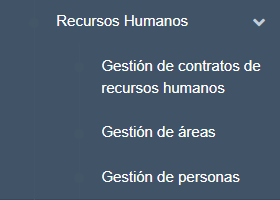 Recursos Humanos
Gestión de contratos de
recursos humanos
Gestión de áreas
Gestión de personas